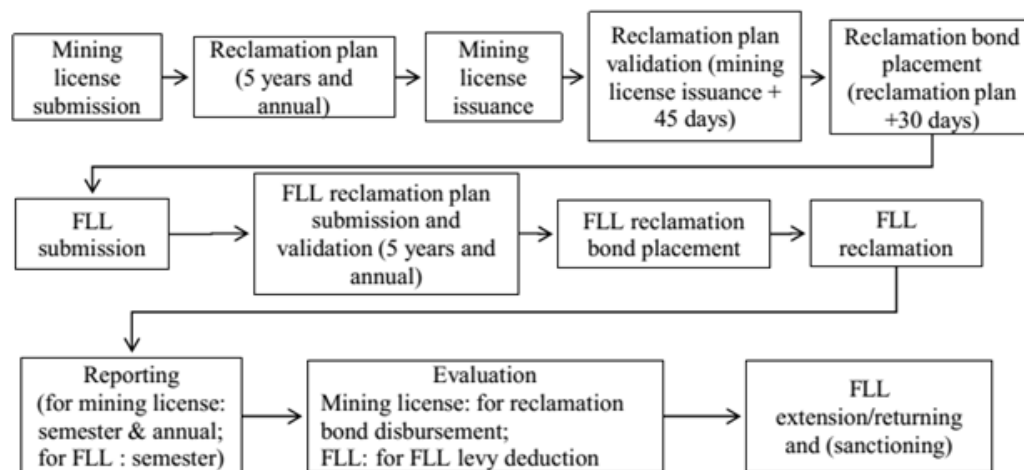 Mining
license
submission
Reclamation plan
(5 years and
annual)
Mining
license
issuance
Reclamation plan
validation (mining
license issuance +
45 days)
Reclamation bond
placement
(reclamation plan
+30 days)
FLL
submission
FLL reclamation plan
submission and
validation (5 years and
annual)
FLL reclamation
bond placement
FLL
reclamation
Reporting
(for mining license:
semester & annual;
for FLL : semester)
Evaluation
Mining license: for reclamation
bond disbursement;
FLL: for FLL levy deduction
FLL
extension/returning
and (sanctioning)